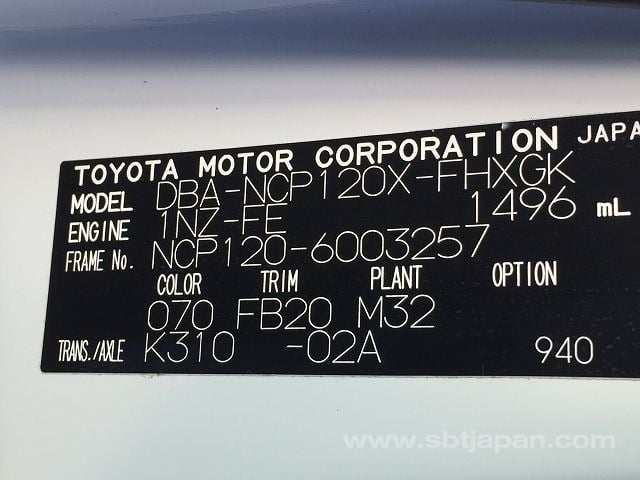 TOYOTA MOTOR CORPORATION JAPA
MODEL DBA-NCP120X-FHXGK
ENGINE 1NZ-FE 1496 mL
FRAME No. NCP120-6003257
COLOR TRIM PLANT OPTION
070 FB20 M32
TRANS./AXLE K310 -02A 940
www.sbtjapan.com